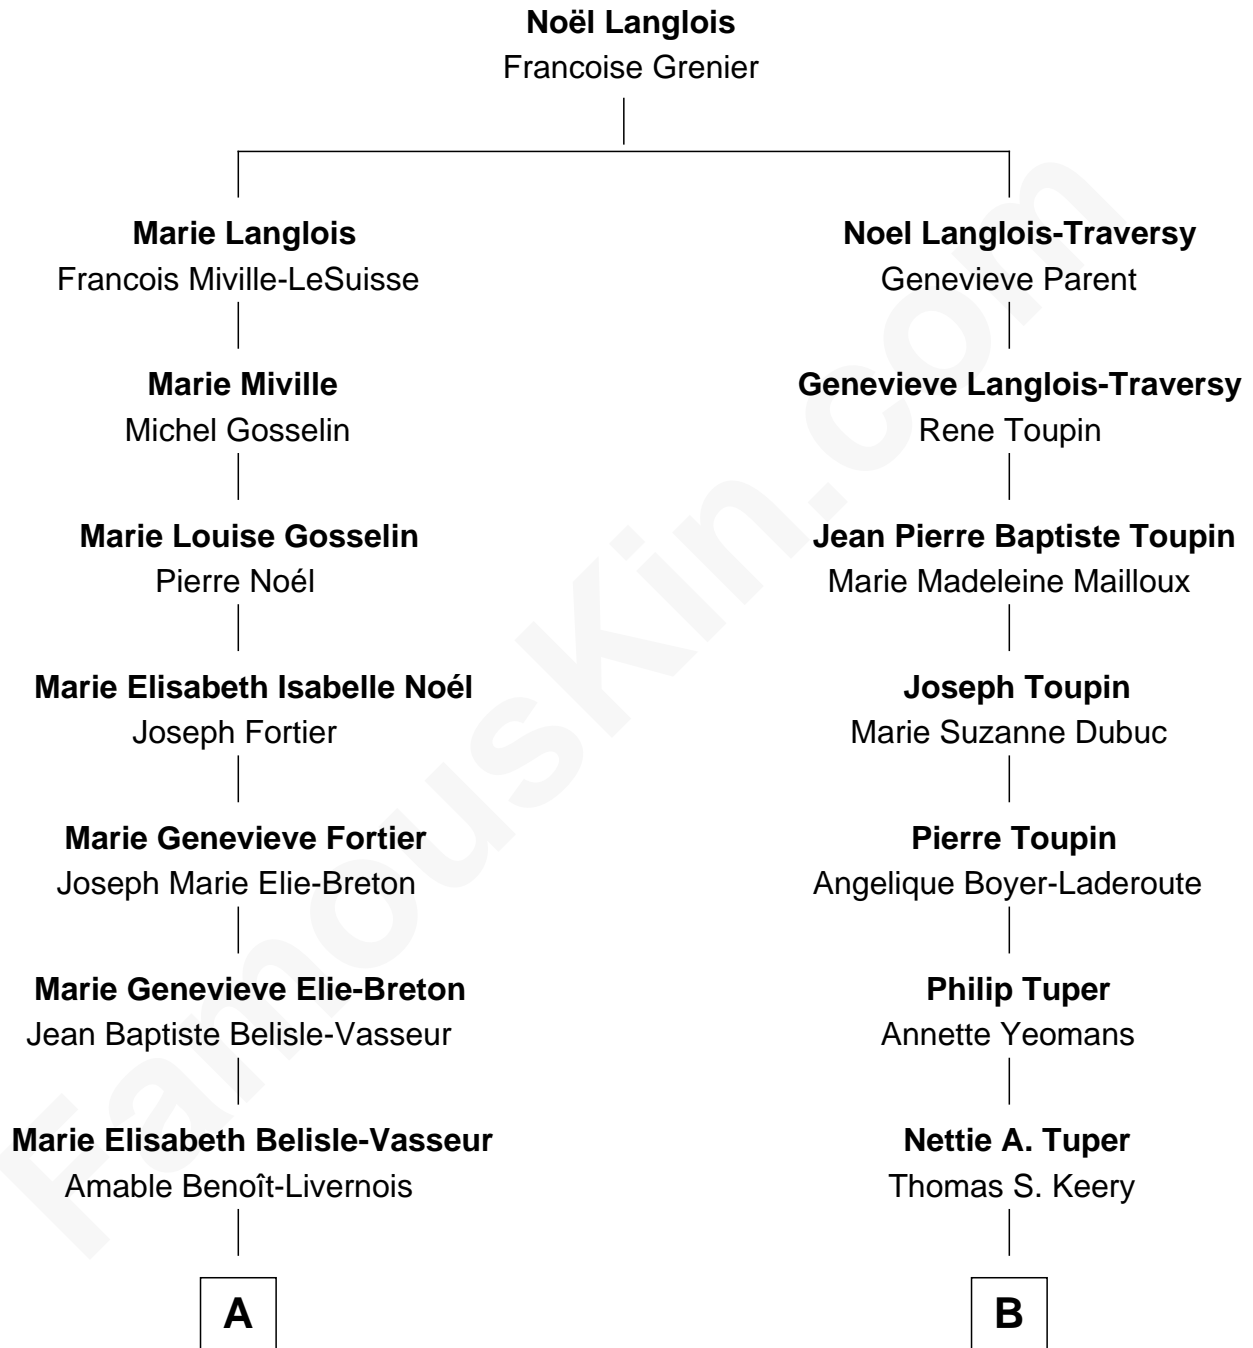 Noël Langlois
Francoise Grenier
Marie Langlois
Francois Miville-LeSuisse
Noel Langlois-Traversy
Genevieve Parent
Marie Miville
Michel Gosselin
Genevieve Langlois-Traversy
Rene Toupin
Marie Louise Gosselin
Pierre Noél
Jean Pierre Baptiste Toupin
Marie Madeleine Mailloux
Marie Elisabeth Isabelle Noél
Joseph Fortier
Joseph Toupin
Marie Suzanne Dubuc
Marie Genevieve Fortier
Joseph Marie Elie-Breton
Pierre Toupin
Angelique Boyer-Laderoute
Marie Genevieve Elie-Breton
Jean Baptiste Belisle-Vasseur
Philip Tuper
Annette Yeomans
Marie Elisabeth Belisle-Vasseur
Amable Benoît-Livernois
Nettie A. Tuper
Thomas S. Keery
A
B
FamousKin.com